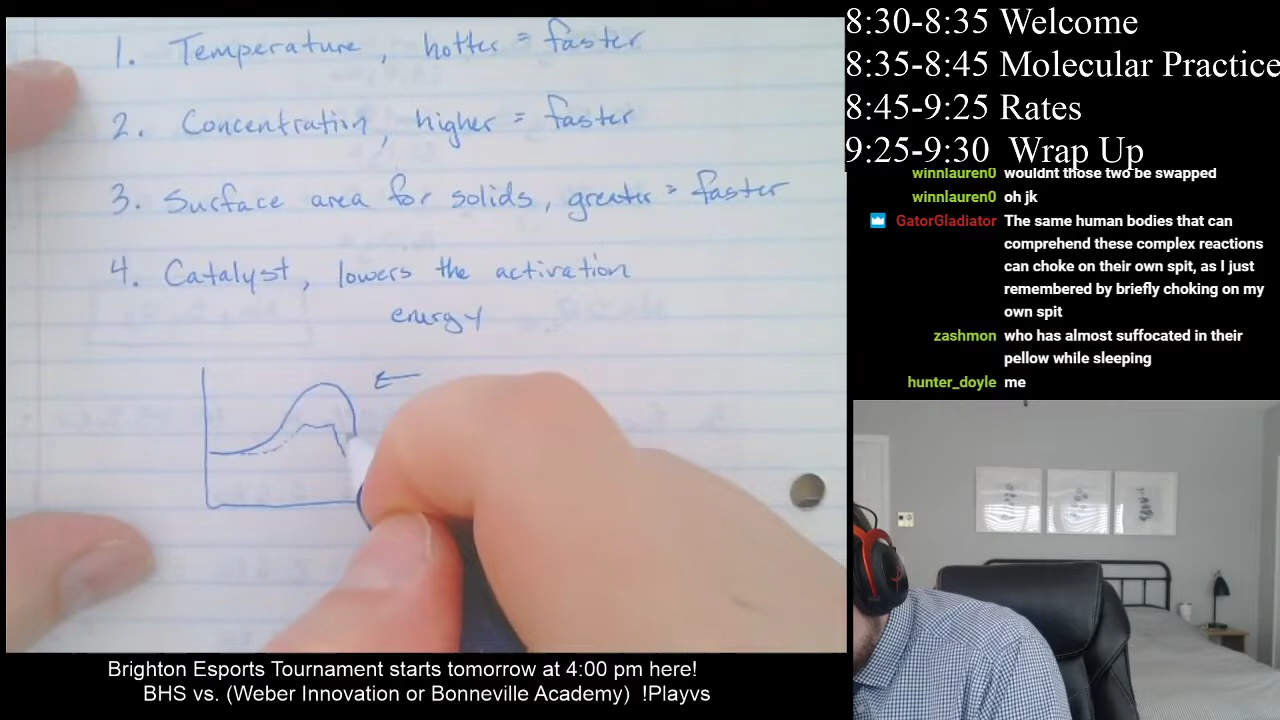 1. Temperature, hotter = faster
2. Concentration, higher = faster
3. Surface area for solids, greater = faster
4. Catalyst, lowers the activation
energy
8:30-8:35 Welcome
8:35-8:45 Molecular Practice
8:45-9:25 Rates
9:25-9:30 Wrap Up
winnlauren0 wouldnt those two be swapped
winnlauren0 oh jk
GatorGladiator The same human bodies that can
comprehend these complex reactions
can choke on their own spit, as I just
remembered by briefly choking on my
own spit
zashmon who has almost suffocated in their
pellow while sleeping
hunter_doyle me
Brighton Esports Tournament starts tomorrow at 4:00 pm here!
BHS vs. (Weber Innovation or Bonneville Academy) !Playvs